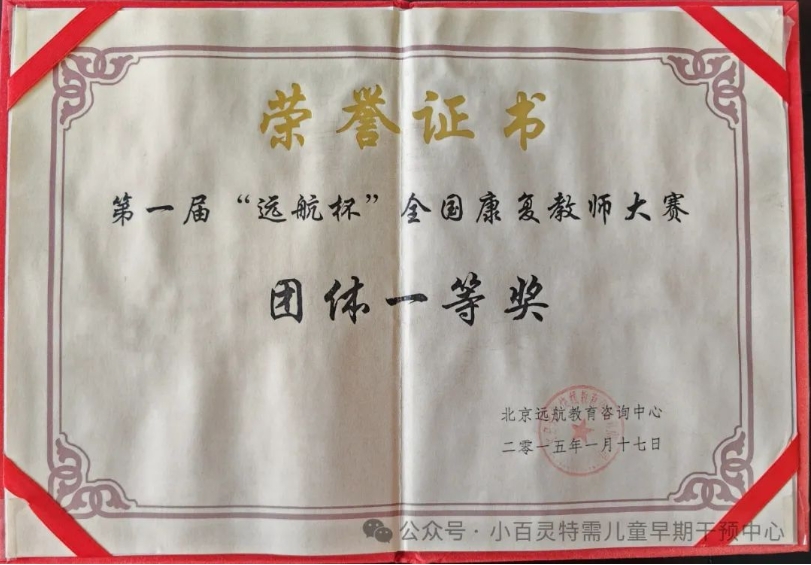 荣誉证书
第一届“远航杯”全国康复教师大赛
团体一等奖
北京远航教育咨询中心
二零一五年一月十七日
公众号·小百灵特需儿童早期干预中心